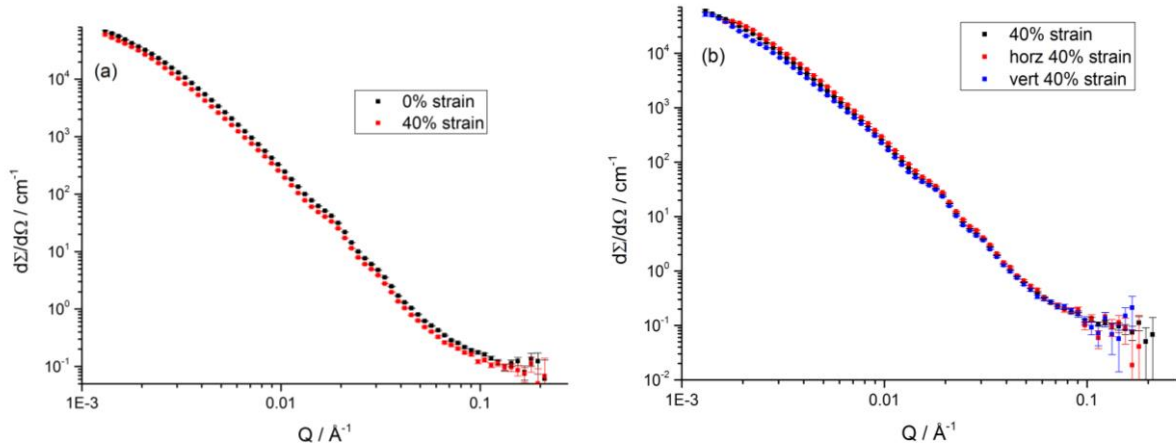 (a)
0% strain
40% strain
dΣ/dΩ / cm⁻¹
10⁴
10³
10²
10¹
10⁰
10⁻¹
1E-3
0.01
0.1
Q / Å⁻¹
(b)
40% strain
horz 40% strain
vert 40% strain
dΣ/dΩ / cm⁻¹
10⁴
10³
10²
10¹
10⁰
10⁻¹
10⁻²
1E-3
0.01
0.1
Q / Å⁻¹